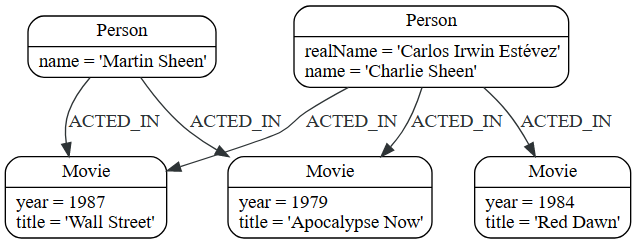 Person
name = 'Martin Sheen'
Person
realName = 'Carlos Irwin Estévez'
name = 'Charlie Sheen'
ACTED_IN
ACTED_IN
ACTED_IN
ACTED_IN
ACTED_IN
Movie
year = 1987
title = 'Wall Street'
Movie
year = 1979
title = 'Apocalypse Now'
Movie
year = 1984
title = 'Red Dawn'